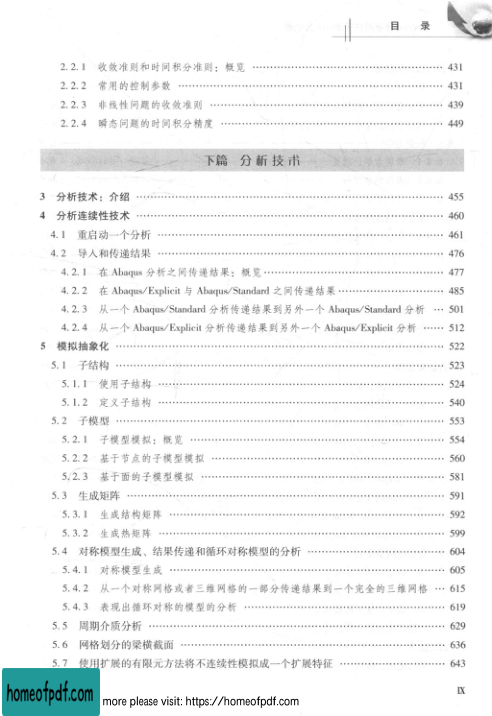 目 录
2.2.1 收敛准则和时间积分准则：概览 …… 431
2.2.2 常用的控制参数 …… 431
2.2.3 非线性问题的收敛准则 …… 439
2.2.4 瞬态问题的时间积分精度 …… 449
下篇 分析技术
3 分析技术：介绍 …… 455
4 分析连续性技术 …… 460
4.1 重启动一个分析 …… 461
4.2 导入和传递结果 …… 476
4.2.1 在 Abaqus 分析之间传递结果：概览 …… 477
4.2.2 在 Abaqus/Explicit 与 Abaqus/Standard 之间传递结果 …… 485
4.2.3 从一个 Abaqus/Standard 分析传递结果到另外一个 Abaqus/Standard 分析 … 501
4.2.4 从一个 Abaqus/Explicit 分析传递结果到另外一个 Abaqus/Explicit 分析 …… 512
5 模拟抽象化 …… 522
5.1 子结构 …… 523
5.1.1 使用子结构 …… 524
5.1.2 定义子结构 …… 540
5.2 子模型 …… 553
5.2.1 子模型模拟：概览 …… 554
5.2.2 基于节点的子模型模拟 …… 560
5.2.3 基于面的子模型模拟 …… 581
5.3 生成矩阵 …… 591
5.3.1 生成结构矩阵 …… 592
5.3.2 生成热矩阵 …… 599
5.4 对称模型生成、结果传递和循环对称模型的分析 …… 604
5.4.1 对称模型生成 …… 605
5.4.2 从一个对称网格或者三维网格的一部分传递结果到一个完全的三维网格 … 615
5.4.3 表现出循环对称的模型的分析 …… 619
5.5 周期介质分析 …… 629
5.6 网格划分的梁横截面 …… 636
5.7 使用扩展的有限元方法将不连续性模拟成一个扩展特征 …… 643
IX
homeofpdf.com
more please visit: https://homeofpdf.com